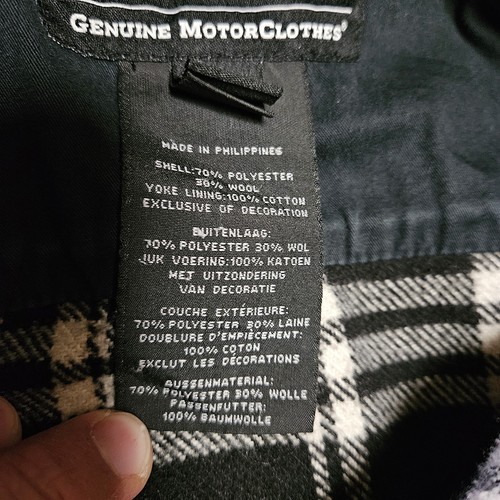 GENUINE MOTORCLOTHES®
MADE IN PHILIPPINES
SHELL:70% POLYESTER
30% WOOL
YOKE LINING:100% COTTON
EXCLUSIVE OF DECORATION
BUITENLAAG:
70% POLYESTER 30% WOL
JUK VOERING:100% KATOEN
MET UITZONDERING
VAN DECORATIE
COUCHE EXTÉRIEURE:
70% POLYESTER 30% LAINE
DOUBLURE D'EMPIÈCEMENT:
100% COTON
EXCLUT LES DÉCORATIONS
AUSSENMATERIAL:
70% POLYESTER 30% WOLLE
PASSENFUTTER:
100% BAUMWOLLE